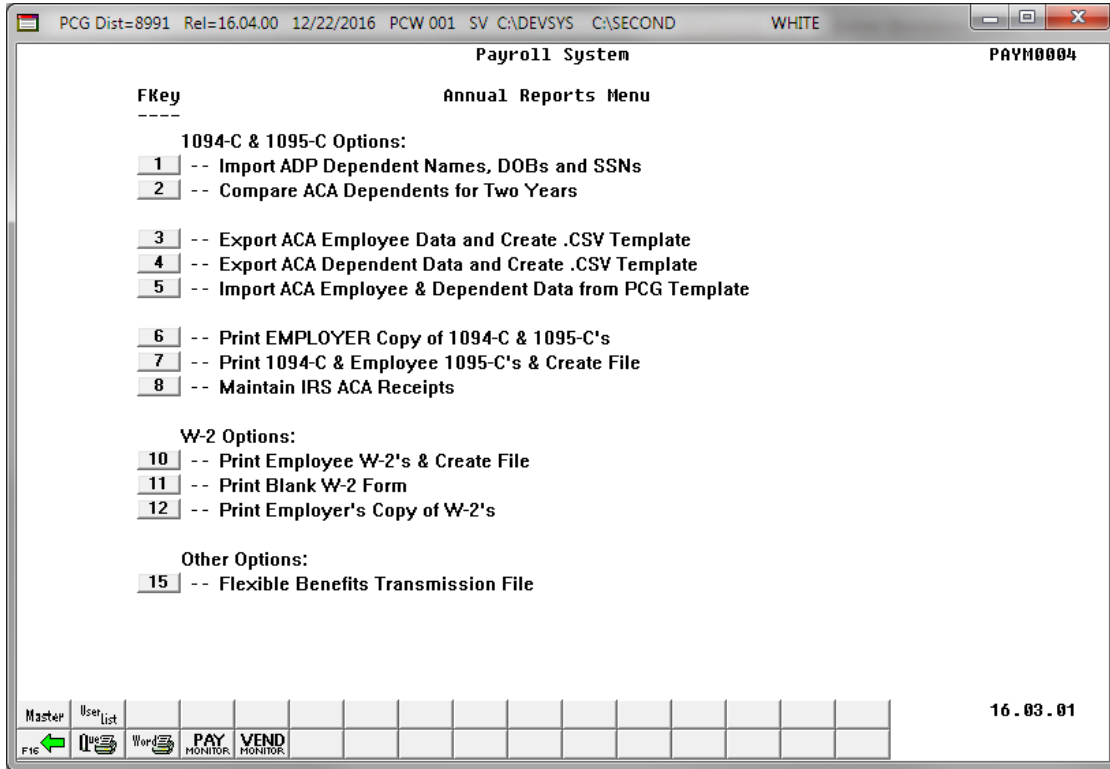 PCG Dist=8991 Rel=16.04.00 12/22/2016 PCW 001 SV C:\DEVSYS C:\SECOND WHITE
Payroll System PAYM0004
FKey Annual Reports Menu
----
1094-C & 1095-C Options:
1 -- Import ADP Dependent Names, DOBs and SSNs
2 -- Compare ACA Dependents for Two Years
3 -- Export ACA Employee Data and Create .CSV Template
4 -- Export ACA Dependent Data and Create .CSV Template
5 -- Import ACA Employee & Dependent Data from PCG Template
6 -- Print EMPLOYER Copy of 1094-C & 1095-C's
7 -- Print 1094-C & Employee 1095-C's & Create File
8 -- Maintain IRS ACA Receipts
W-2 Options:
10 -- Print Employee W-2's & Create File
11 -- Print Blank W-2 Form
12 -- Print Employer's Copy of W-2's
Other Options:
15 -- Flexible Benefits Transmission File
Master User List 16.03.01
F16 Que Word PAY MONITOR VEND MONITOR